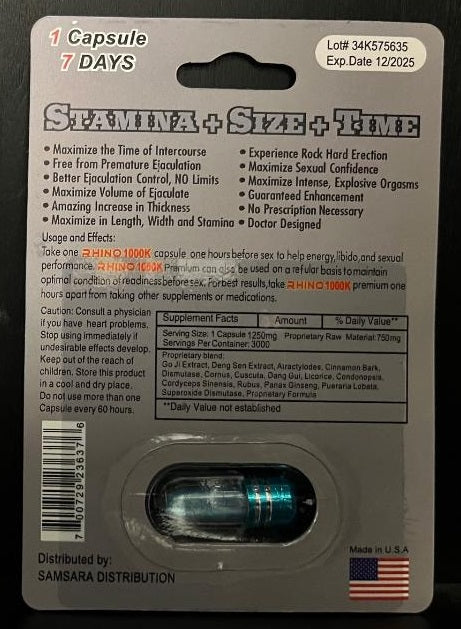 1 Capsule
7 DAYS
Lot# 34K575635
Exp.Date 12/2025
STAMINA + SIZE + TIME
• Maximize the Time of Intercourse
• Free from Premature Ejaculation
• Better Ejaculation Control, NO Limits
• Maximize Volume of Ejaculate
• Amazing Increase in Thickness
• Maximize in Length, Width and Stamina
• Experience Rock Hard Erection
• Maximize Sexual Confidence
• Maximize Intense, Explosive Orgasms
• Guaranteed Enhancement
• No Prescription Necessary
• Doctor Designed
Usage and Effects:
Take one RHINO 1000K capsule one hours before sex to help energy, libido, and sexual
performance. RHINO 1000K Premium can also be used on a refular basis to maintain
optimal condition of readiness before sex. For best results, take RHINO 1000K premium one
hours apart from taking other supplements or medications.
Caution: Consult a physician
if you have heart problems.
Stop using immediately if
undesirable effects develop.
Keep out of the reach of
children. Store this product
in a cool and dry place.
Do not use more than one
Capsule every 60 hours.
Supplement Facts Amount % Daily Value**
Serving Size: 1 Capsule 1250mg Proprietary Raw Material:750mg
Servings Per Container: 3000
Proprietary blend:
Go Ji Extract, Deng Sen Extract, Atractylodes, Cinnamon Bark,
Dismutase, Cornus, Cuscuta, Dang Gui, Licorice, Condonopsis,
Cordyceps Sinensis, Rubus, Panax Ginseng, Pueraria Lobata,
Superoxide Dismutase, Proprietary Formula
**Daily Value not established
7 00729 23637 6
Distributed by:
SAMSARA DISTRIBUTION
Made in U.S.A